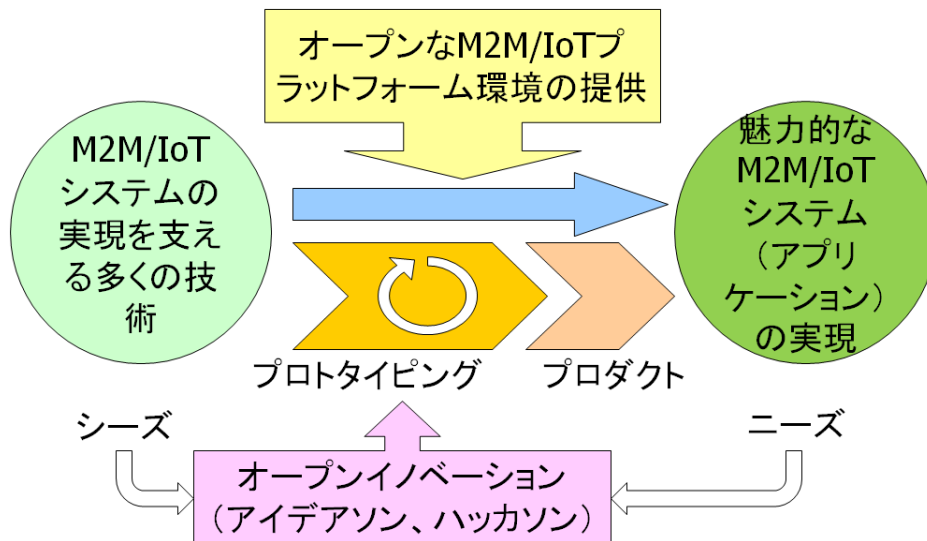 オープンなM2M/IoTプ
ラットフォーム環境の提供
M2M/IoT
システムの
実現を支え
る多くの技
術
魅力的な
M2M/IoT
システム
（アプリ
ケーション）
の実現
プロトタイピング
プロダクト
シーズ
ニーズ
オープンイノベーション
（アイデアソン、ハッカソン）